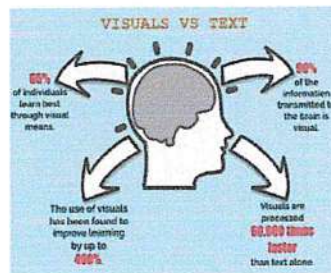 VISUALS VS TEXT
of individuals
learn best
through visual
means.
90%
of the
information
transmitted to
the brain is
visual.
The use of visuals
has been found to
improve learning
by up to
400%.
Visuals are
processed
60,000 times
faster
than text alone.